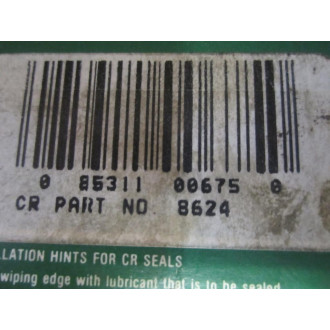 0 85311 00675 0
CR PART NO 8624
LLATION HINTS FOR CR SEALS
wiping edge with lubricant that is to be sealed